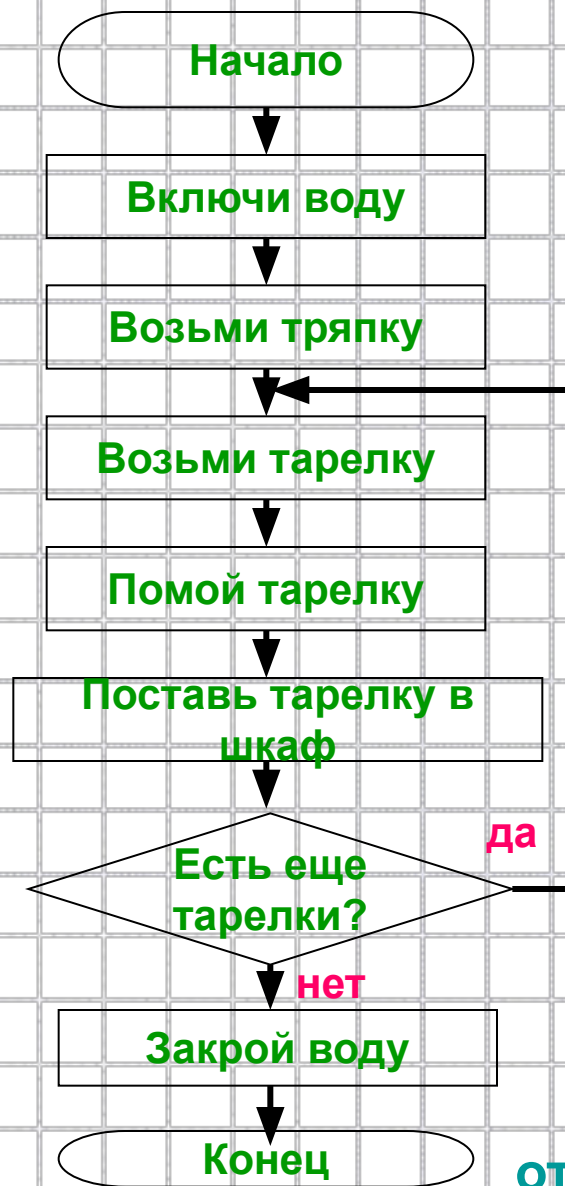 Начало
Включи воду
Возьми тряпку
Возьми тарелку
Помой тарелку
Поставь тарелку в
шкаф
да
Есть еще
тарелки?
нет
Закрой воду
Конец